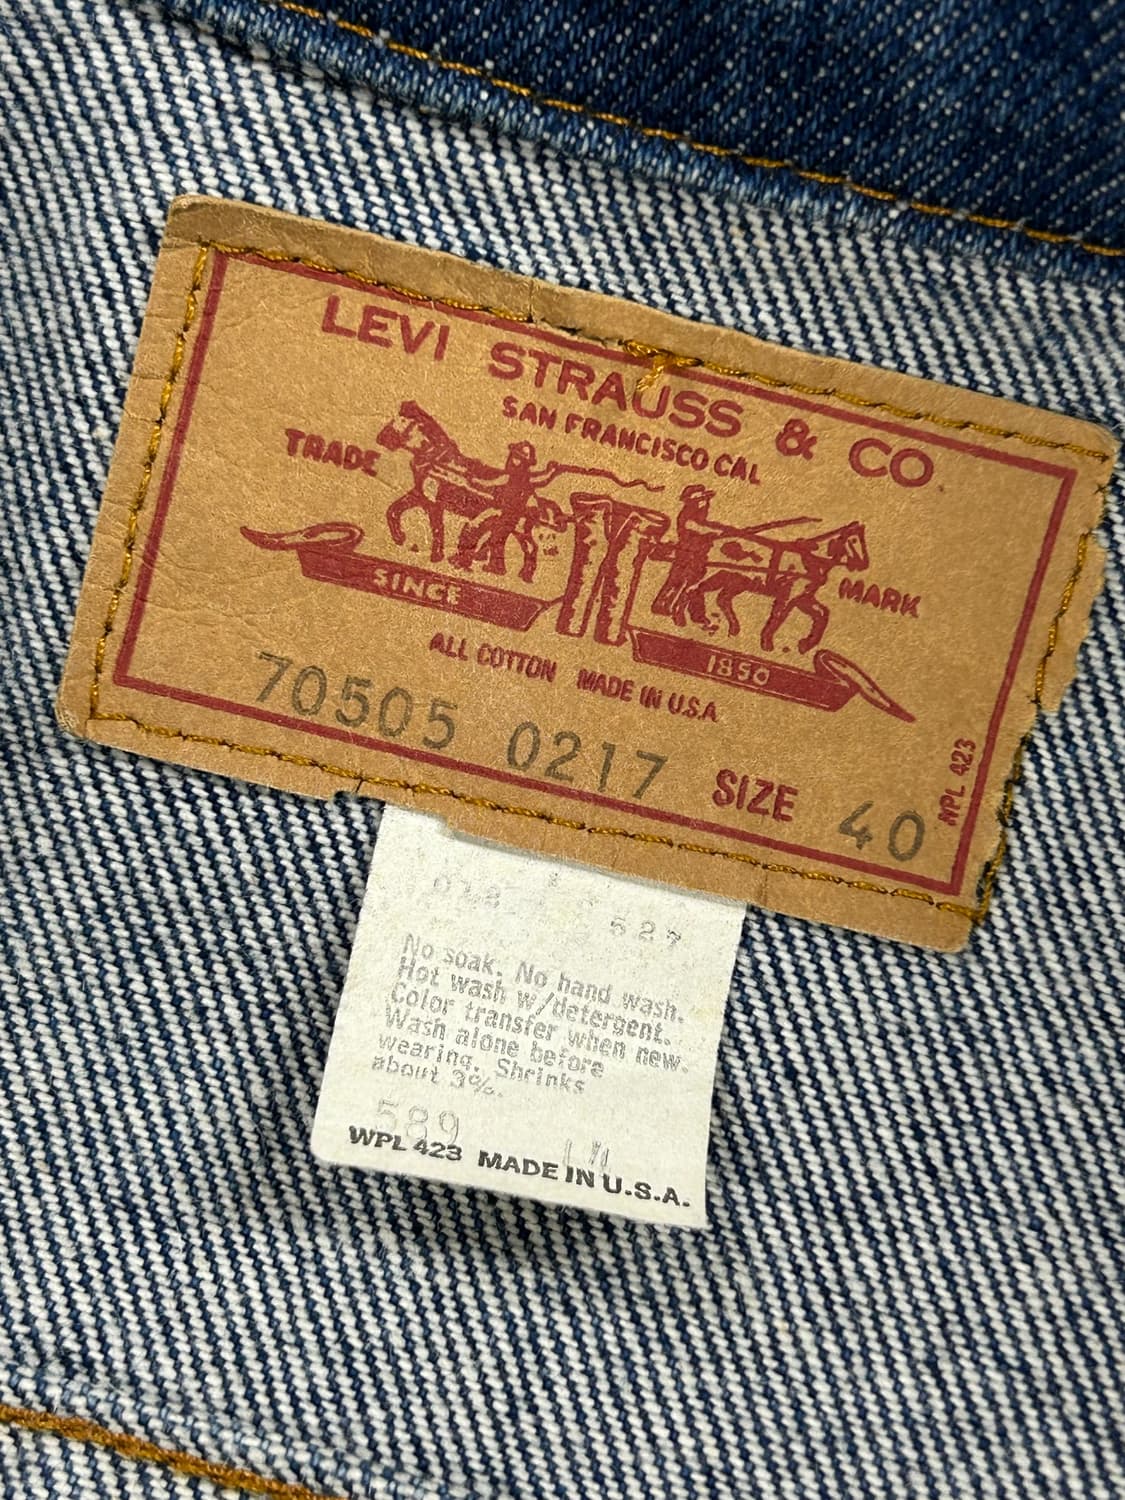 LEVI STRAUSS & CO.
SAN FRANCISCO CAL
TRADE MARK
SINCE 1850
ALL COTTON MADE IN U.S.A.
70505 0217 SIZE 40
WPL 423
527
No soak. No hand wash.
Hot wash w/detergent.
Color transfer when new.
Wash alone before
wearing. Shrinks
about 3%.
589
WPL 423 MADE IN U.S.A.